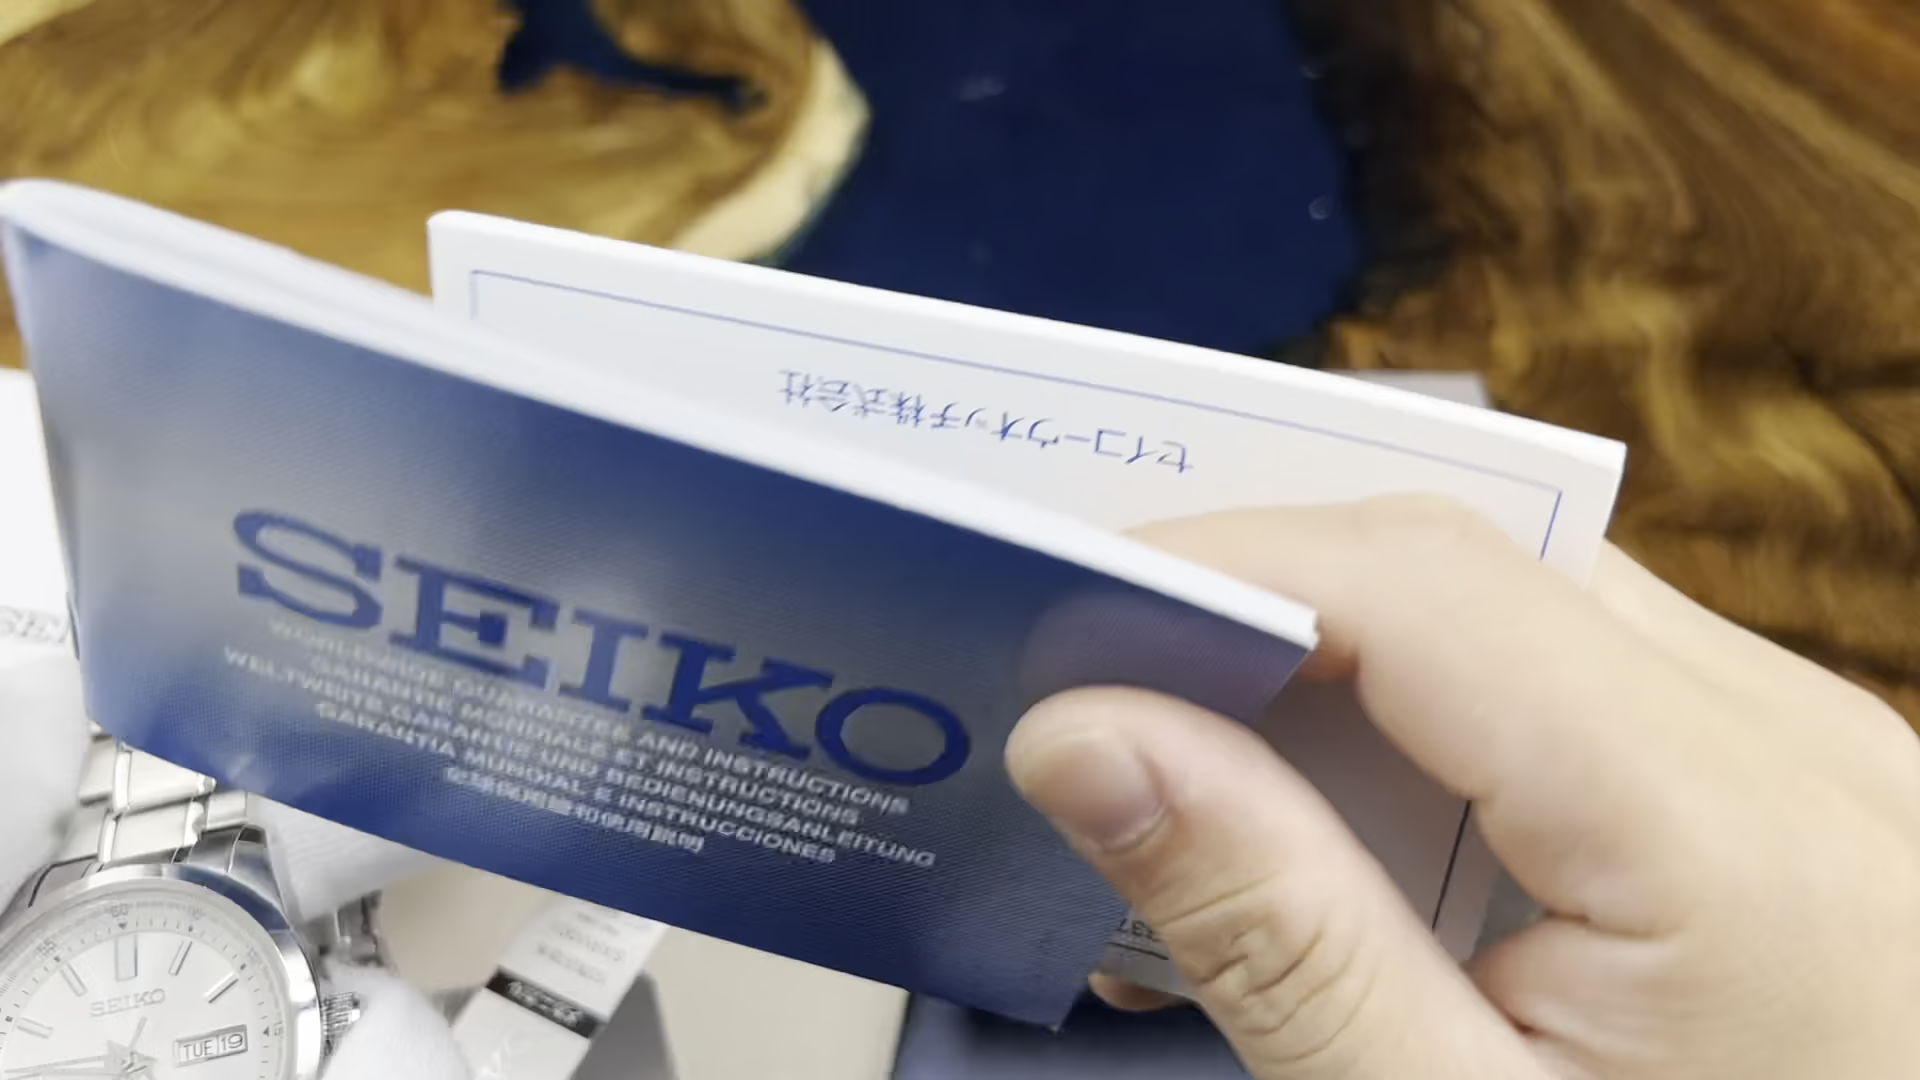 セイコーウオッチ株式会社
SEIKO
WORLDWIDE GUARANTEE AND INSTRUCTIONS
GARANTIE MONDIALE ET INSTRUCTIONS
WELTWEITE GARANTIE UND BEDIENUNGSANLEITUNG
GARANTIA MUNDIAL E INSTRUCCIONES
SEIKO
TUE 19
60